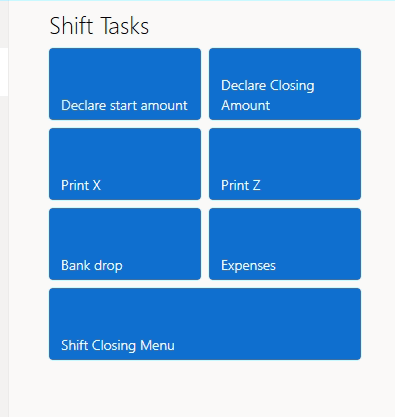 Shift Tasks
Declare start amount
Declare Closing
Amount
Print X
Print Z
Bank drop
Expenses
Shift Closing Menu